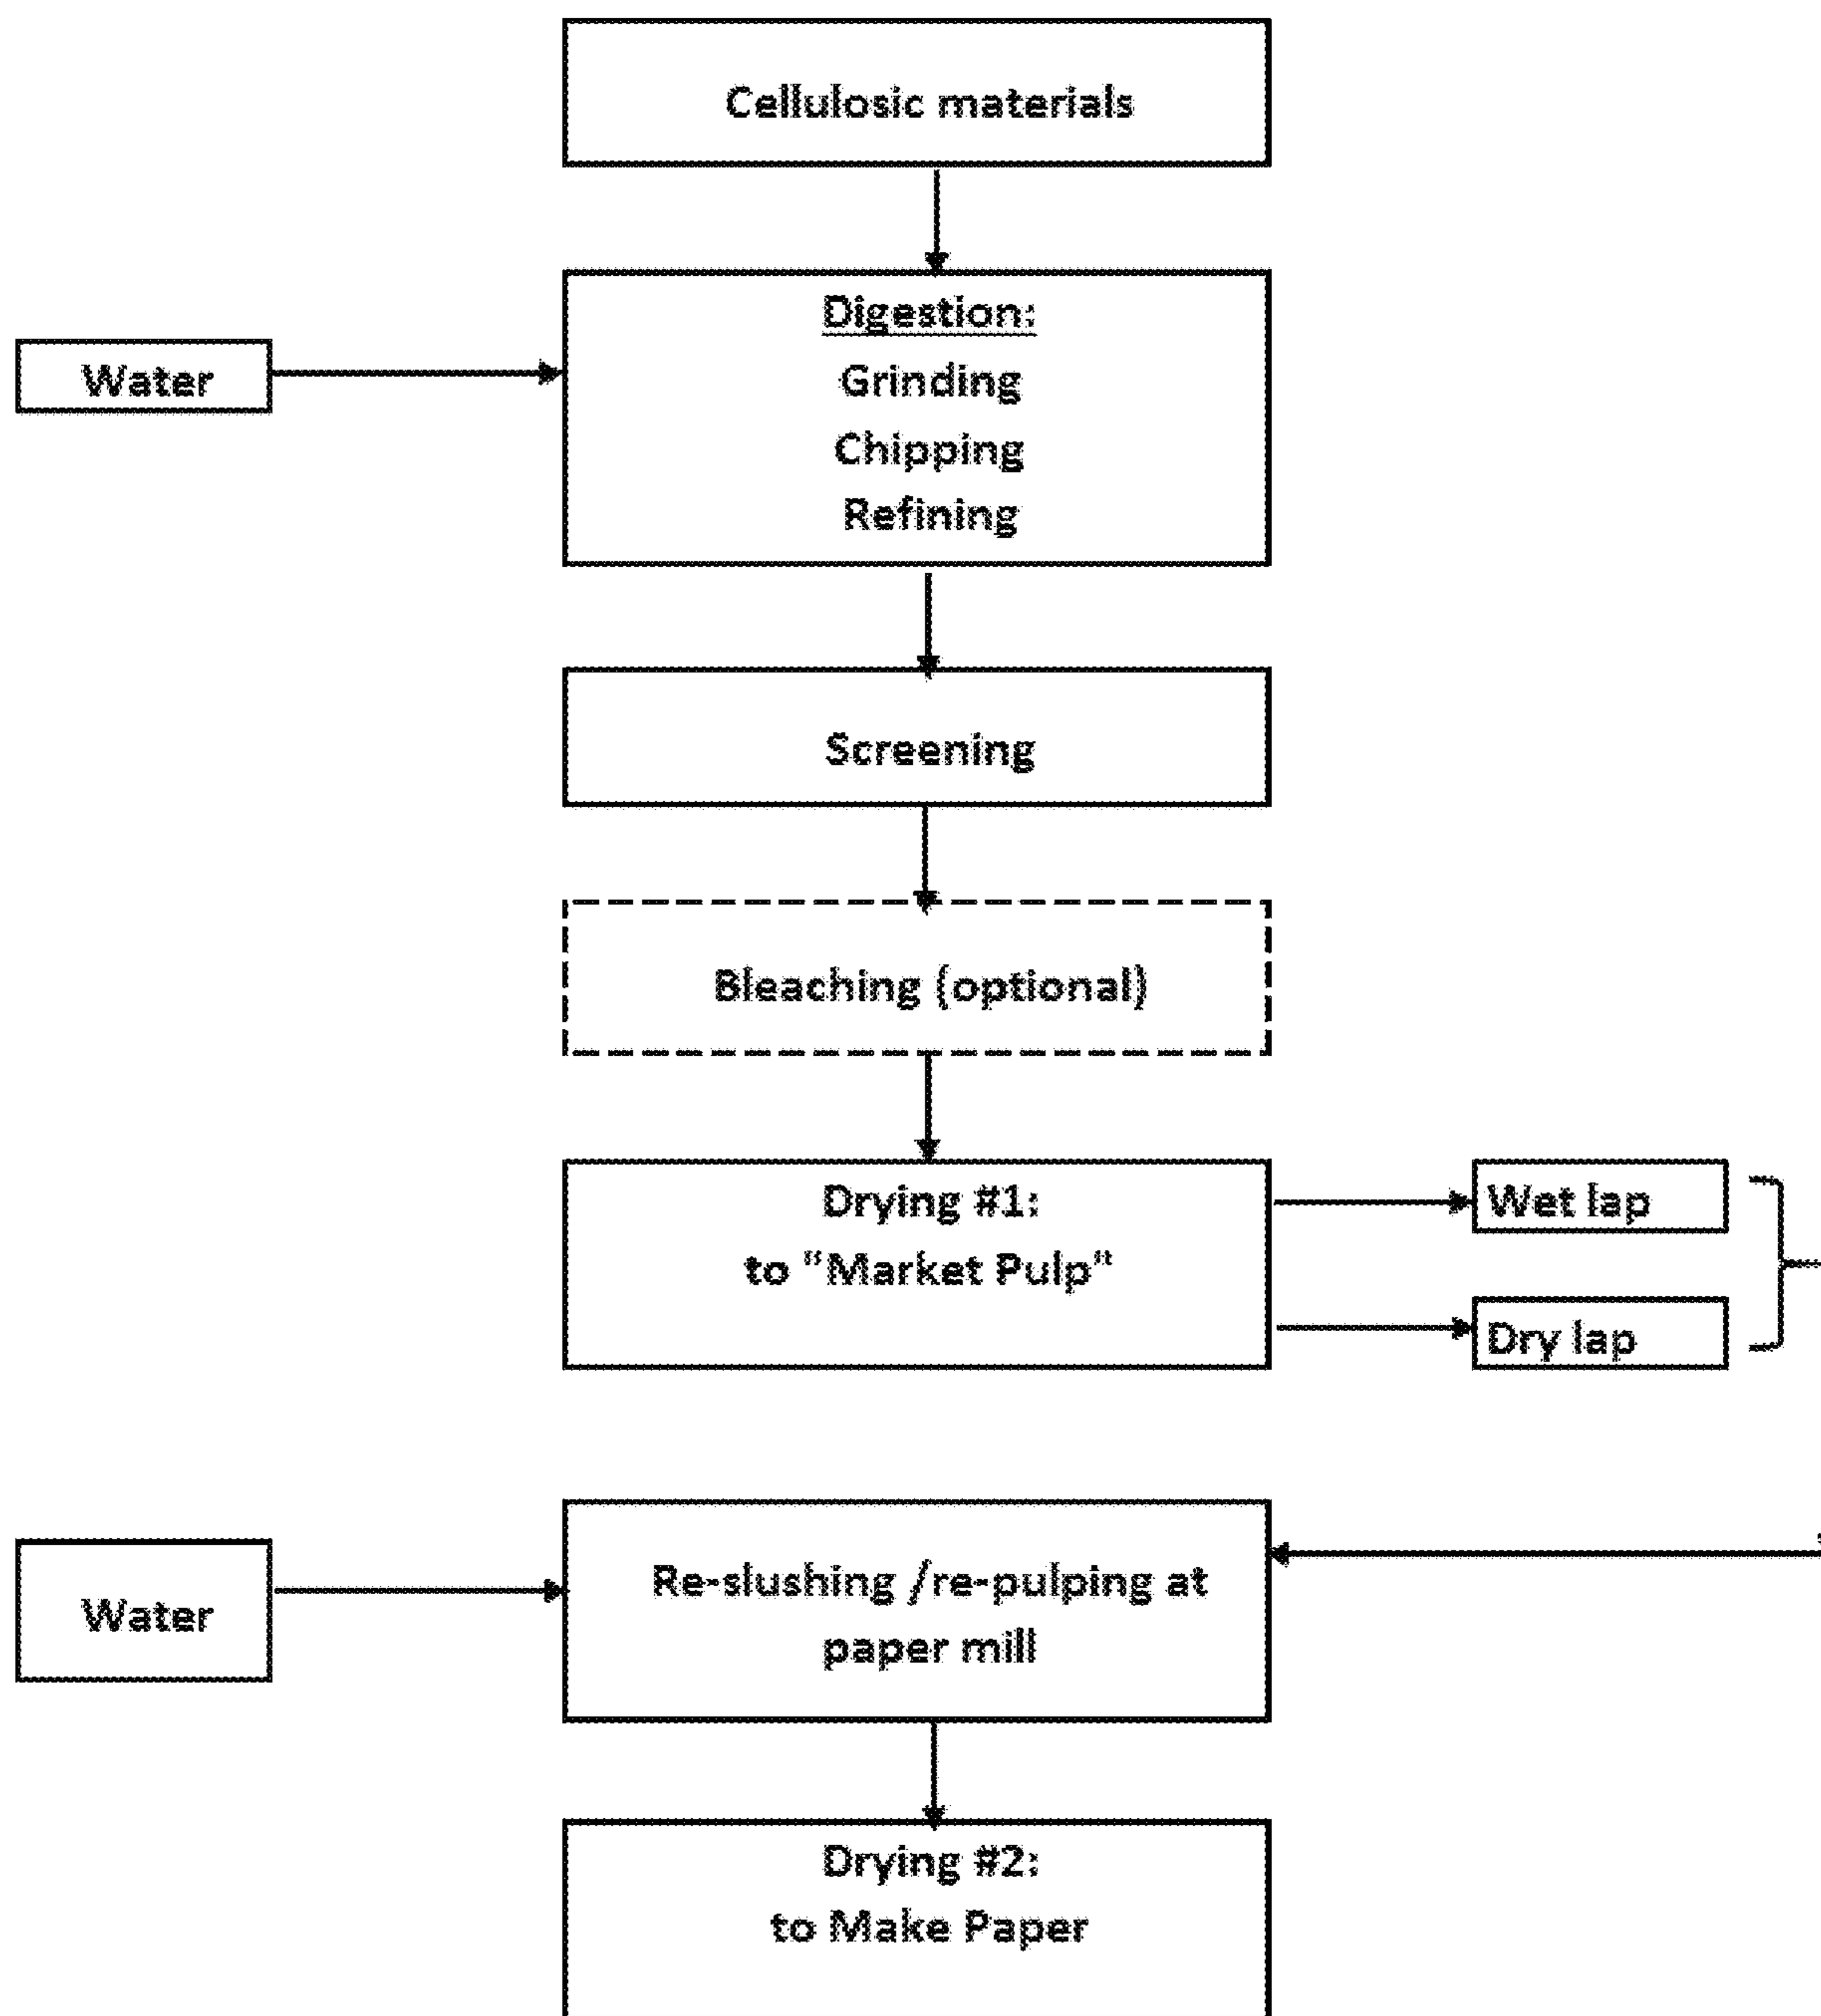 Cellulosic materials
Digestion:
Water
Grinding
Chipping
Refining
Screening
Bleaching (optional)
Drying #1:
to "Market Pulp"
Wet lap
Dry lap
Water
Re-slushing /re-pulping at
paper mill
Drying #2:
to Make Paper